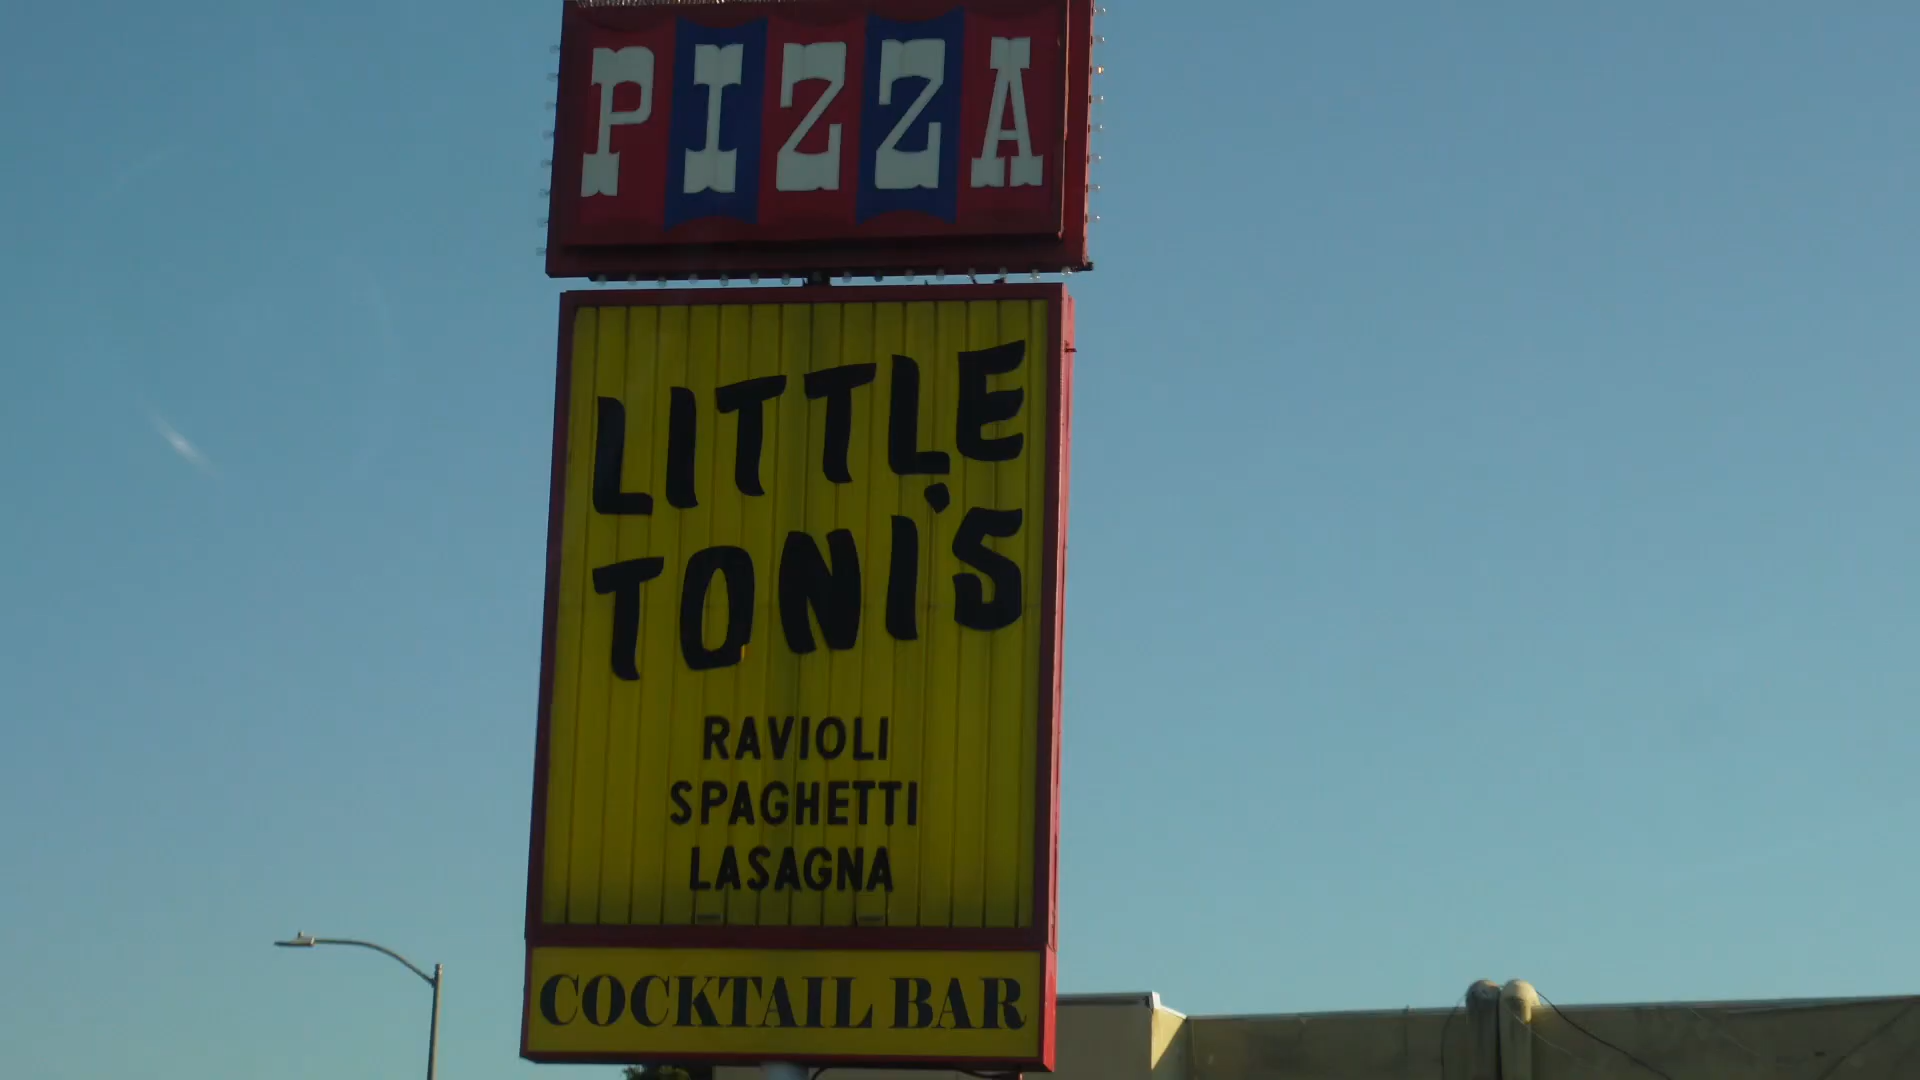 PIZZA
LITTLE
TONI'S
RAVIOLI
SPAGHETTI
LASAGNA
COCKTAIL BAR